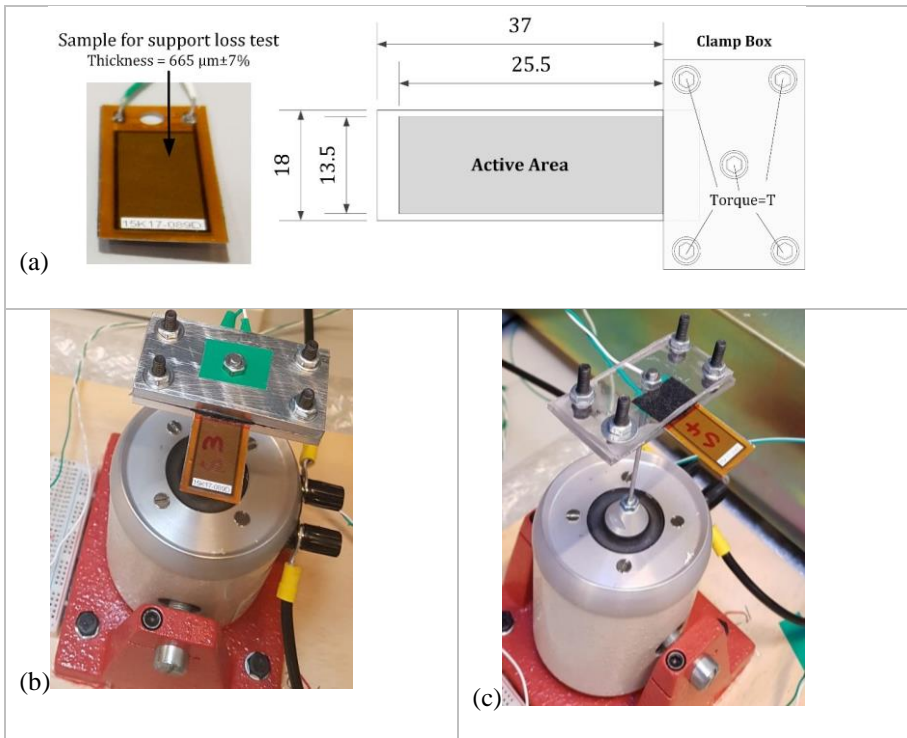 Sample for support loss test
Thickness = 665 µm±7%
37
Clamp Box
25.5
18
13.5
Active Area
Torque=T
15K17-089D
(a)
S4
(b)
(c)